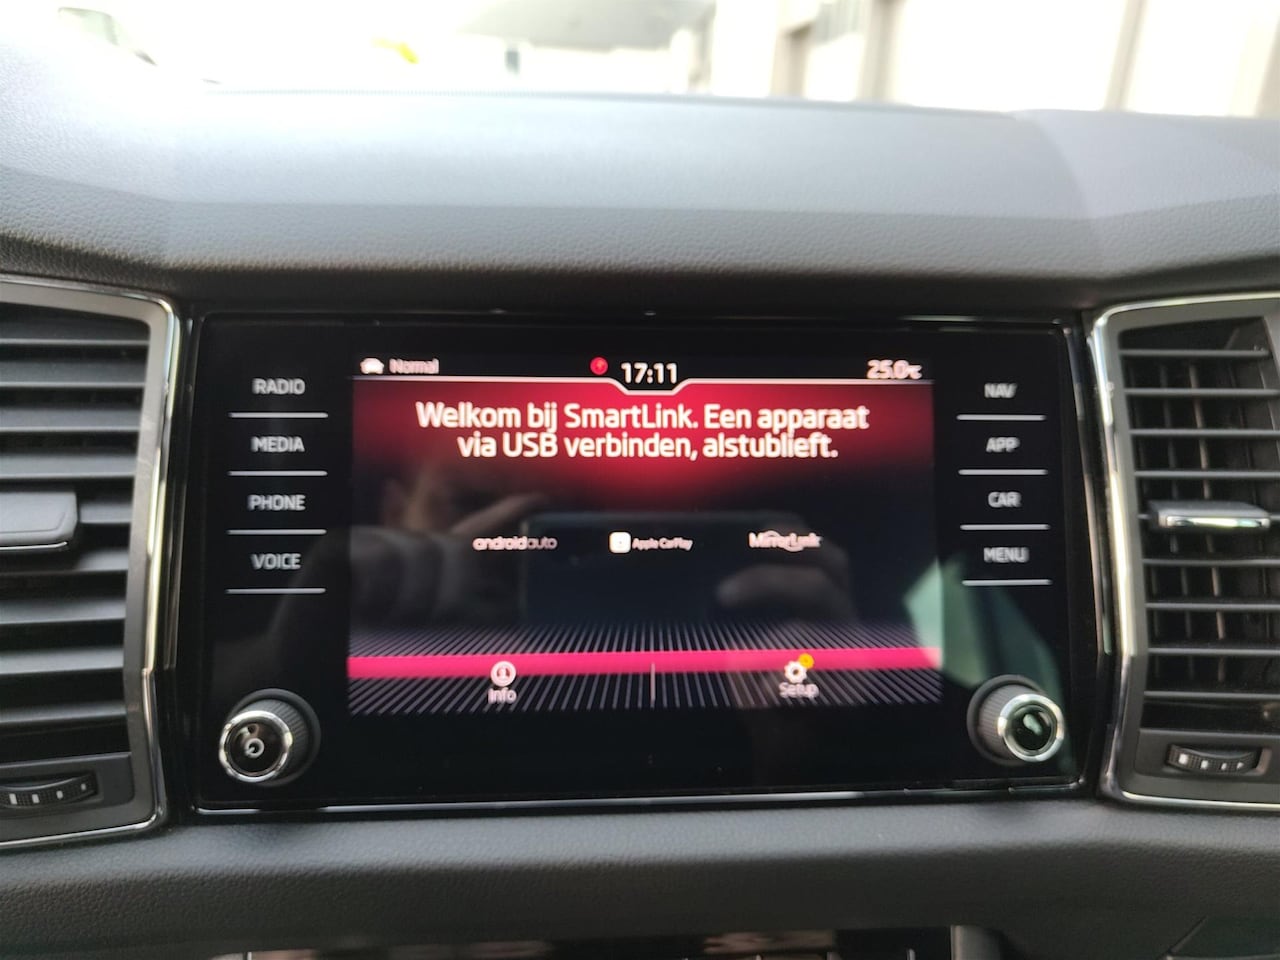 Normal
17:11
25.0°C
Welkom bij SmartLink. Een apparaat
via USB verbinden, alstublieft.
androidauto
Apple CarPlay
MirrorLink
Info
Setup
RADIO
MEDIA
PHONE
VOICE
NAV
APP
CAR
MENU